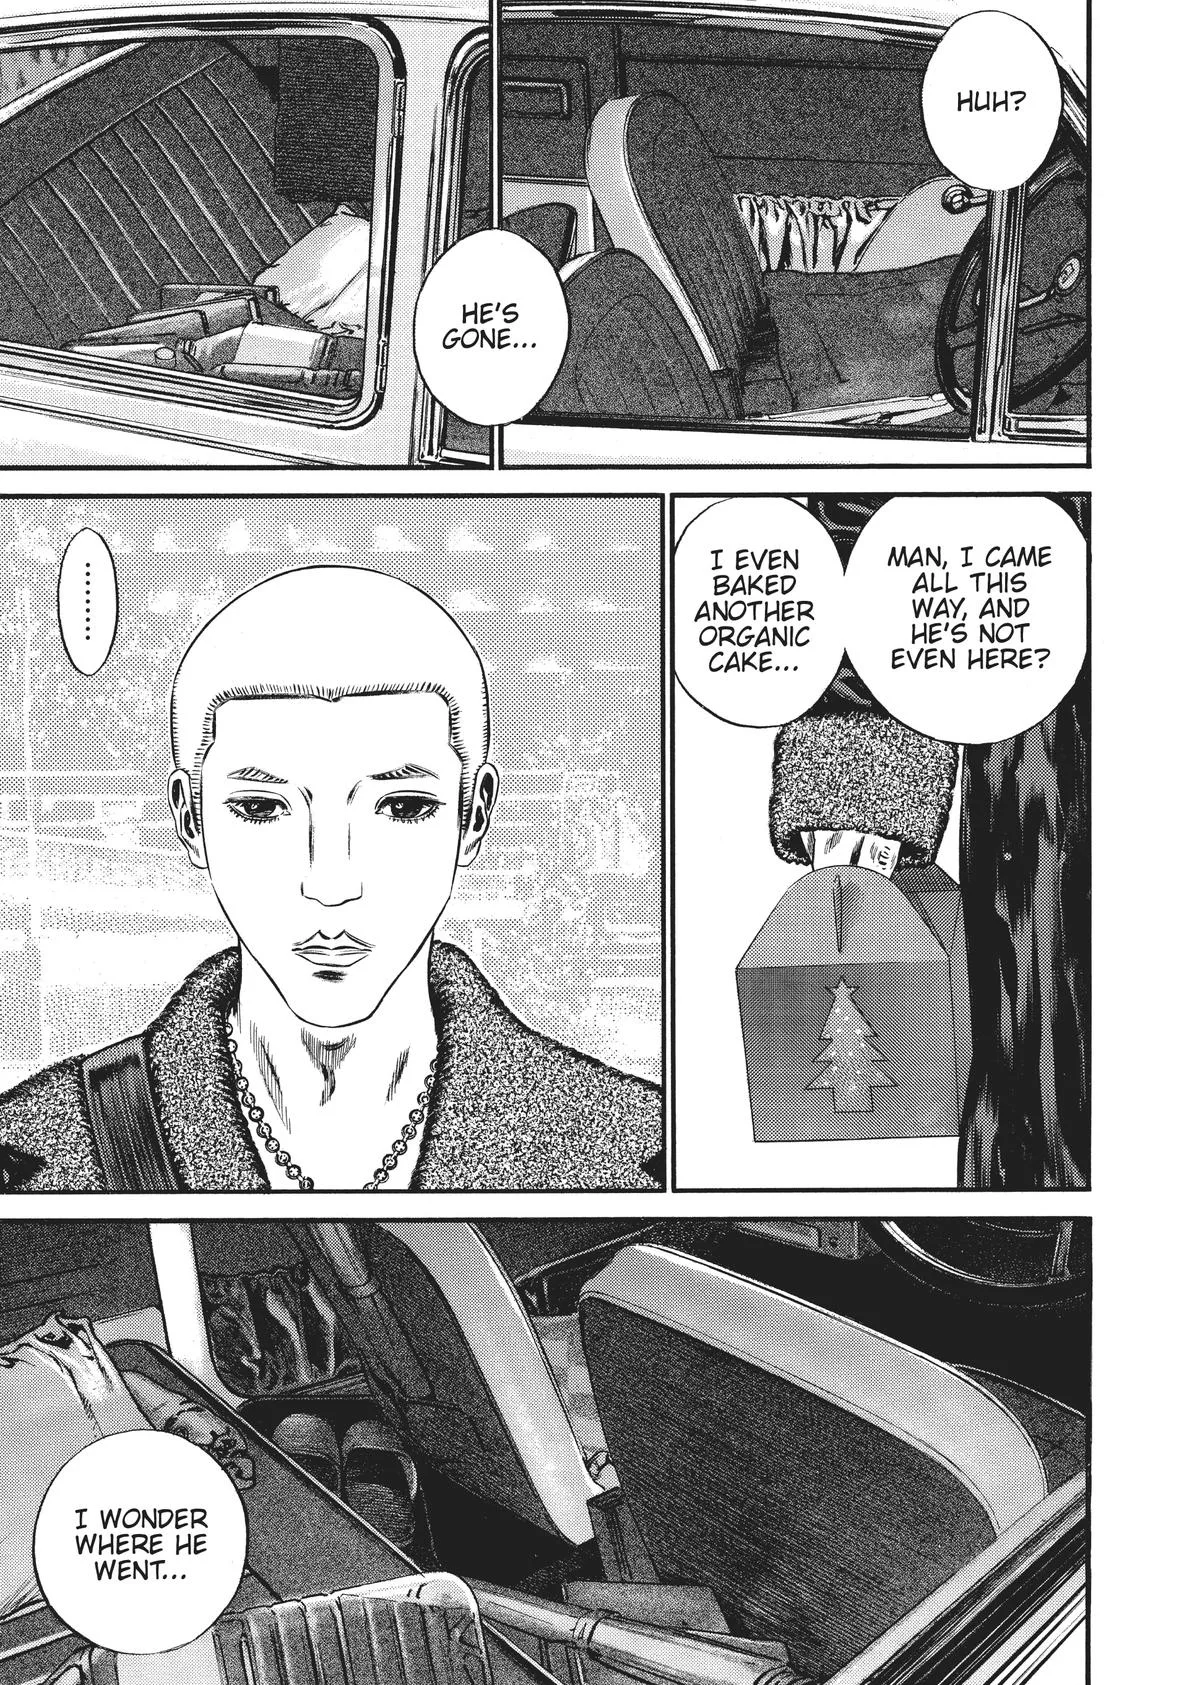 HUH?
HE'S
GONE...
MAN, I CAME
ALL THIS
WAY, AND
HE'S NOT
EVEN HERE?
I EVEN
BAKED
ANOTHER
ORGANIC
CAKE...
.........
I WONDER
WHERE HE
WENT...